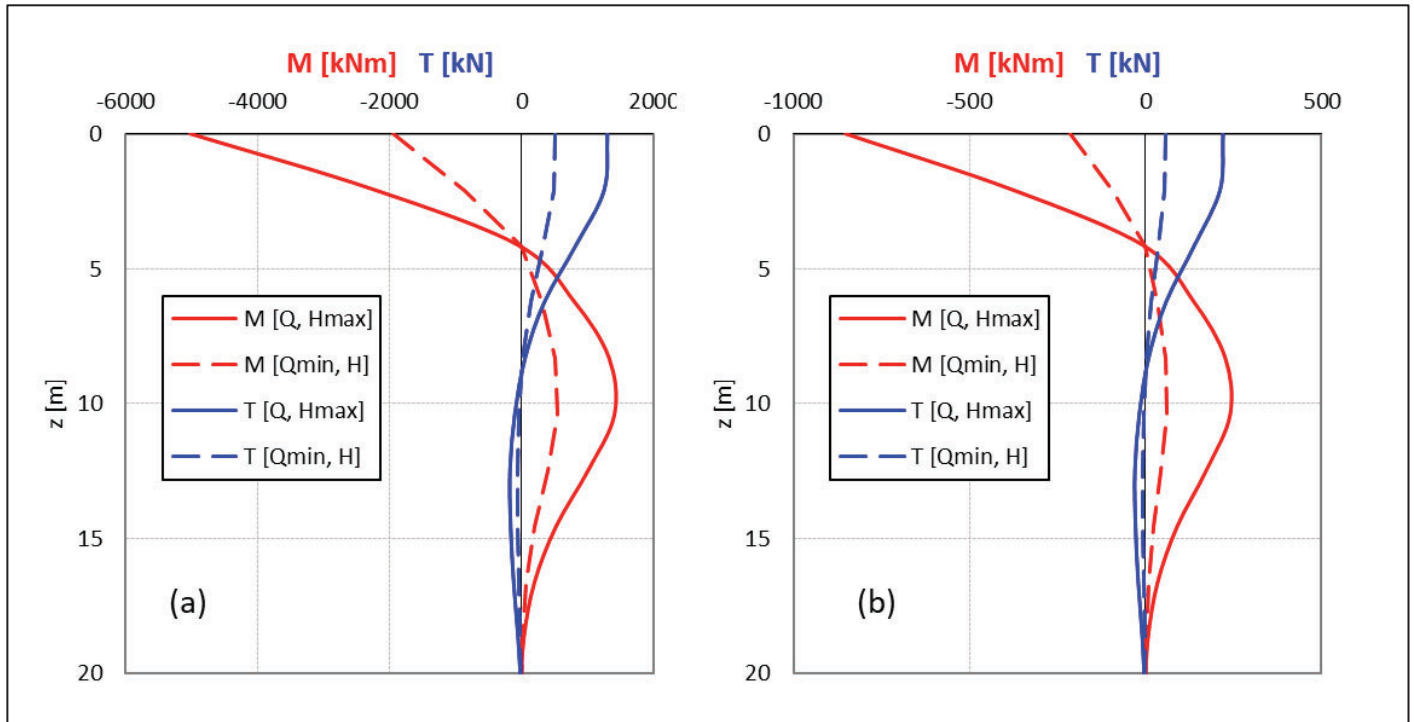 M [kNm] T [kN]
-6000 -4000 -2000 0 200
0
5
10
15
20
z [m]
M [Q, Hmax]
M [Qmin, H]
T [Q, Hmax]
T [Qmin, H]
(a)
M [kNm] T [kN]
-1000 -500 0 500
0
5
10
15
20
z [m]
M [Q, Hmax]
M [Qmin, H]
T [Q, Hmax]
T [Qmin, H]
(b)